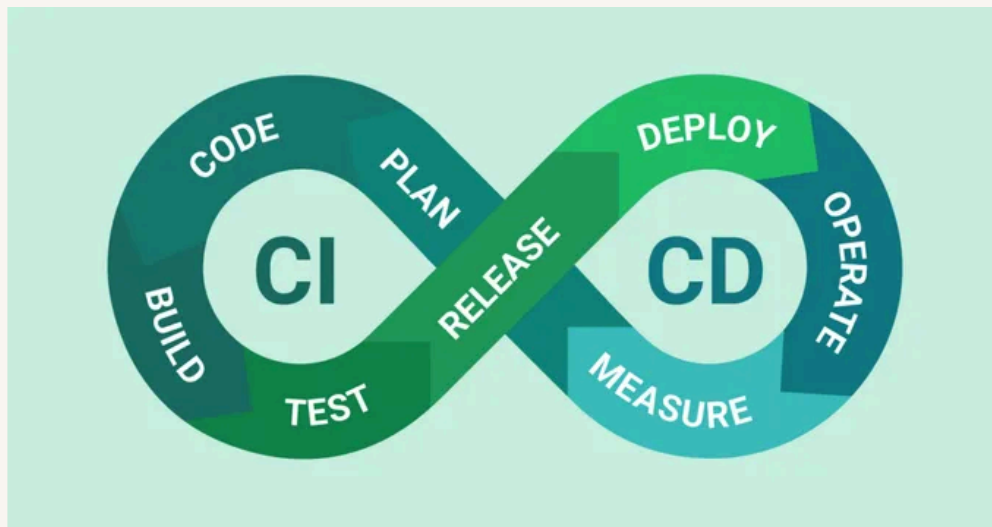 CODE
PLAN
CI
BUILD
TEST
RELEASE
DEPLOY
OPERATE
CD
MEASURE